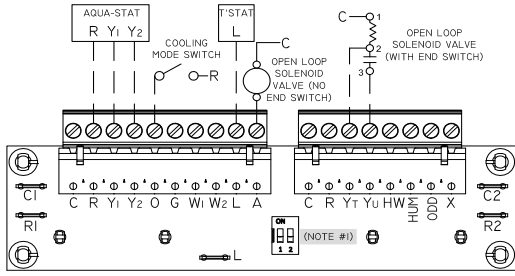 AQUA-STAT
R Y1 Y2
T'STAT
L
C
COOLING
MODE SWITCH
R
OPEN LOOP
SOLENOID
VALVE (NO
END SWITCH)
C
1
2
3
OPEN LOOP
SOLENOID VALVE
(WITH END SWITCH)
C R Y1 Y2 O G W1 W2 L A
C R YT YU HW HUM ODD X
C1
R1
C2
R2
ON
1 2
(NOTE #1)
L